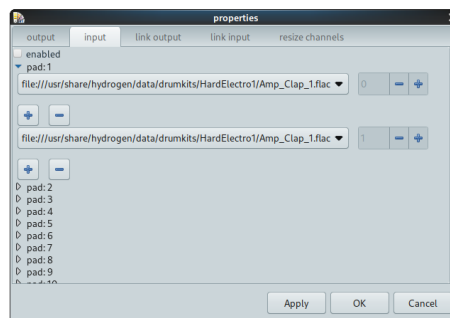 properties
output input link output link input resize channels
enabled
pad: 1
file:///usr/share/hydrogen/data/drumkits/HardElectro1/Amp_Clap_1.flac 0
file:///usr/share/hydrogen/data/drumkits/HardElectro1/Amp_Clap_1.flac 1
pad: 2
pad: 3
pad: 4
pad: 5
pad: 6
pad: 7
pad: 8
pad: 9
pad: 10
Apply OK Cancel